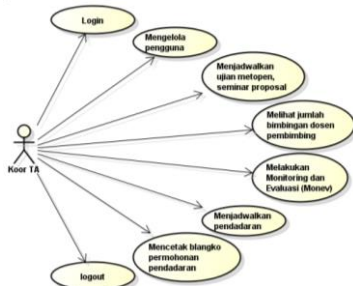 Login
Mengelola
pengguna
Menjadwalkan
ujian metopen,
seminar proposal
Melihat jumlah
bimbingan dosen
pembimbing
Koor TA
Melakukan
Monitoring dan
Evaluasi (Monev)
Menjadwalkan
pendadaran
Mencetak blangko
permohonan
pendadaran
logout